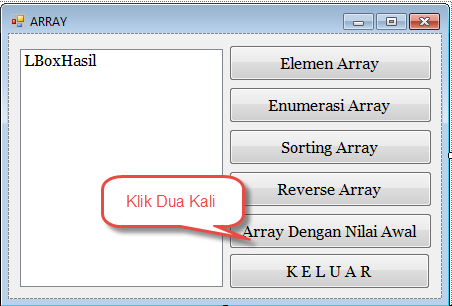 ARRAY
LBoxHasil
Elemen Array
Enumerasi Array
Sorting Array
Reverse Array
Klik Dua Kali
Array Dengan Nilai Awal
K E L U A R